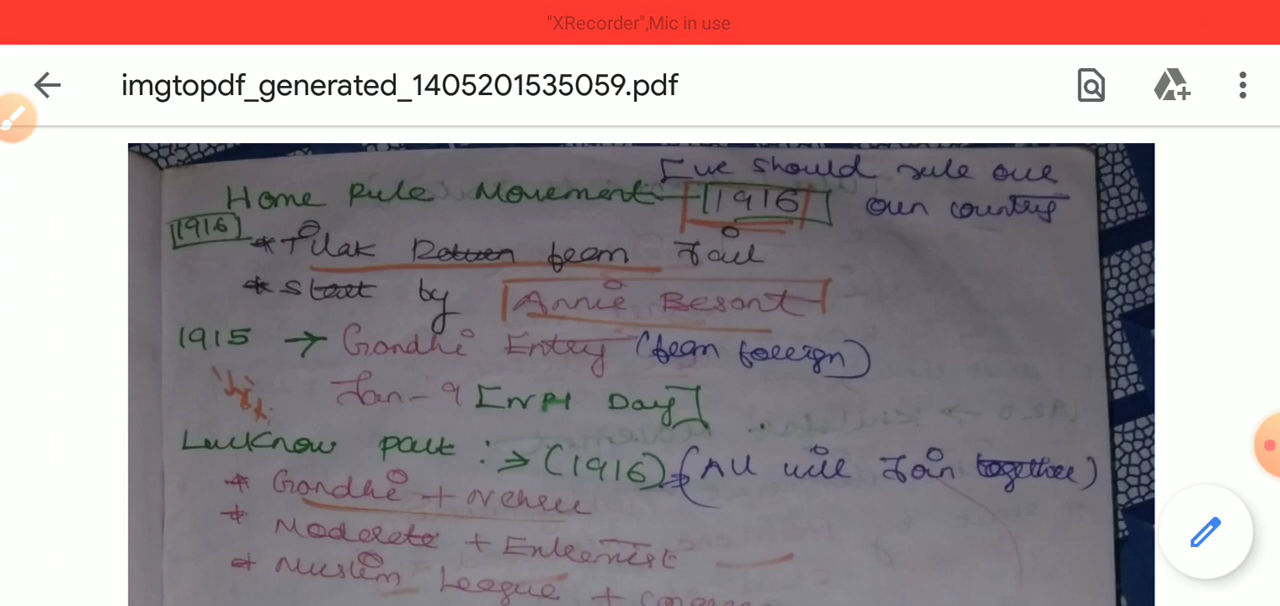 "XRecorder",Mic in use
imgtopdf_generated_1405201535059.pdf
[we should rule our
Home Rule Movement - [1916] own country
[1916]
* Tilak Return from Jail
* Start by [Annie Besant]
1915 → Gandhi Entry (from foreign)
Jan - 9 [NRI Day]
Lucknow pact : → (1916) { All will Join together)
* Gandhi + Nehru
* Moderate + Extremist
* Muslim League +